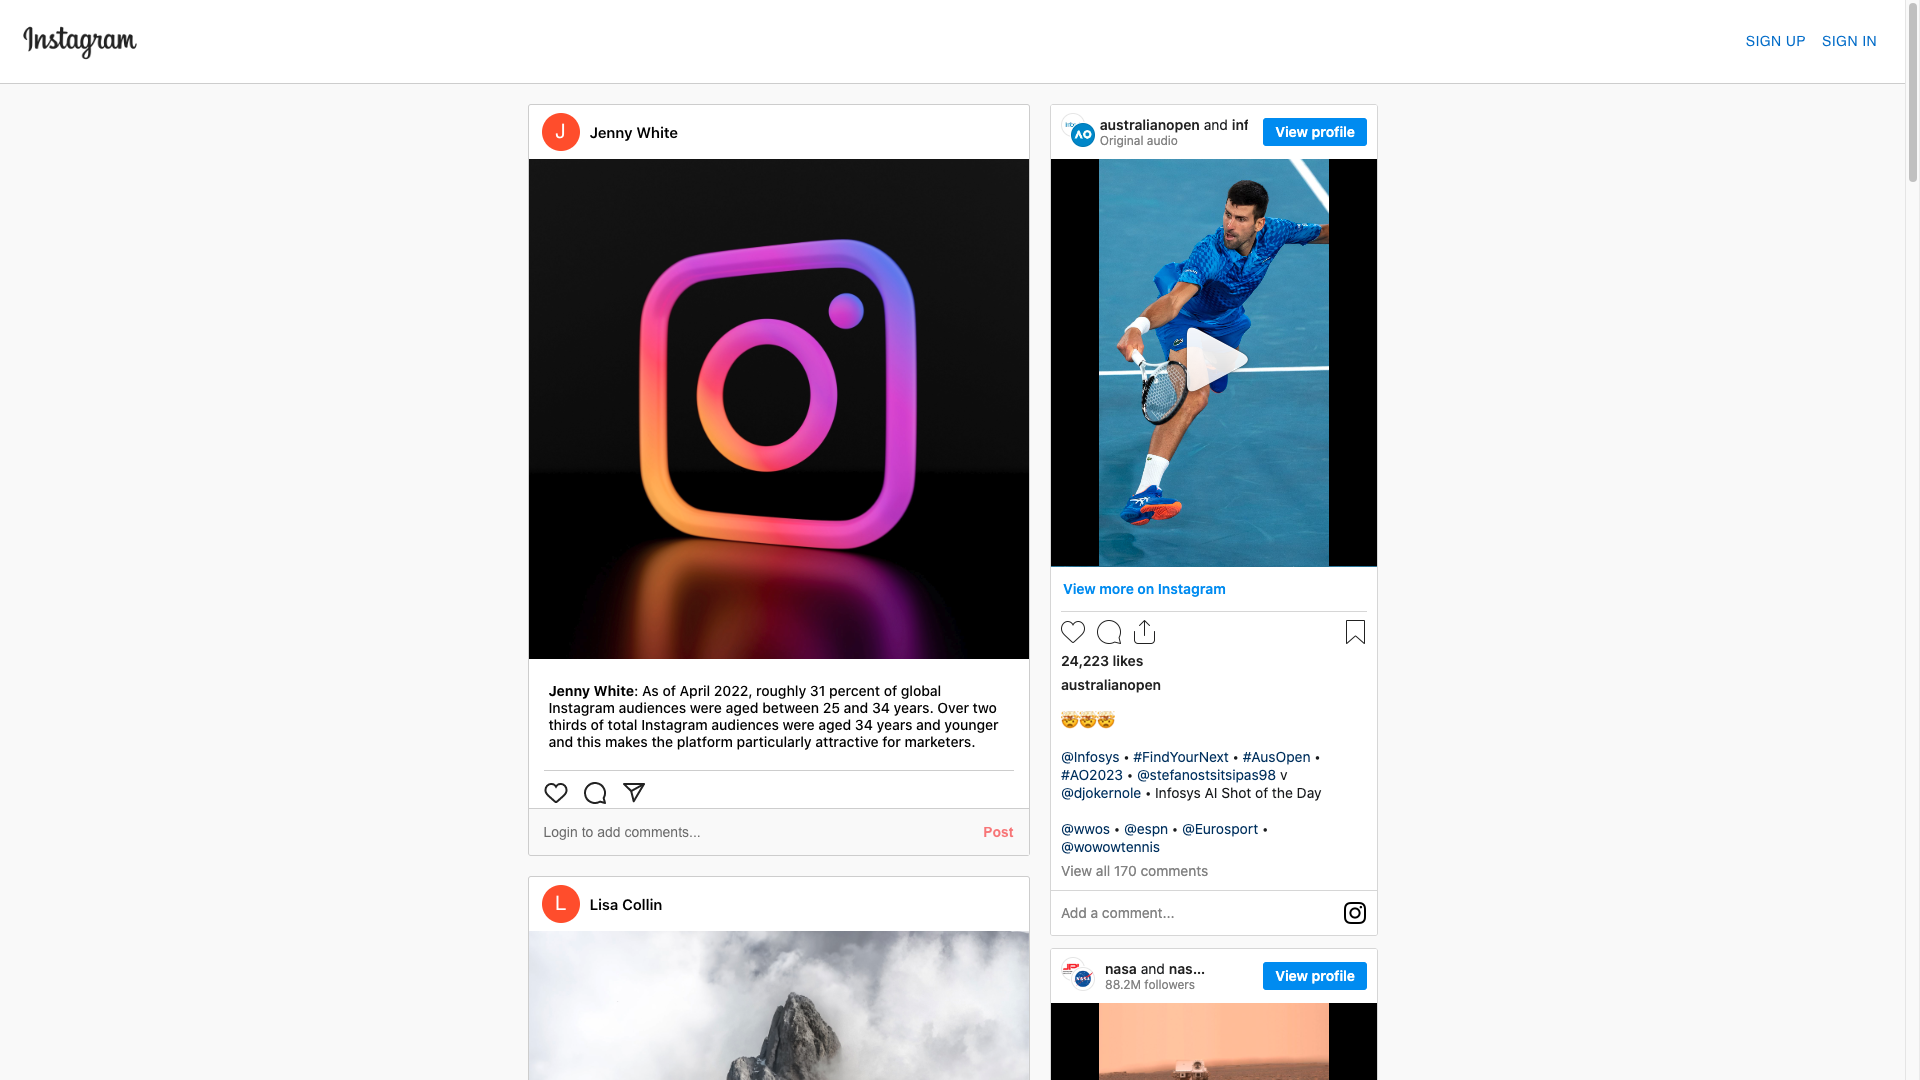 Instagram
SIGN UP
SIGN IN
J
Jenny White
Jenny White: As of April 2022, roughly 31 percent of global
Instagram audiences were aged between 25 and 34 years. Over two
thirds of total Instagram audiences were aged 34 years and younger
and this makes the platform particularly attractive for marketers.
Login to add comments...
Post
L
Lisa Collin
AO
australianopen and inf
Original audio
View profile
View more on Instagram
24,223 likes
australianopen
🤯🤯🤯
@Infosys • #FindYourNext • #AusOpen •
#AO2023 • @stefanostsitsipas98 v
@djokernole • Infosys AI Shot of the Day
@wwos • @espn • @Eurosport •
@wowowtennis
View all 170 comments
Add a comment...
NASA
nasa and nas...
88.2M followers
View profile